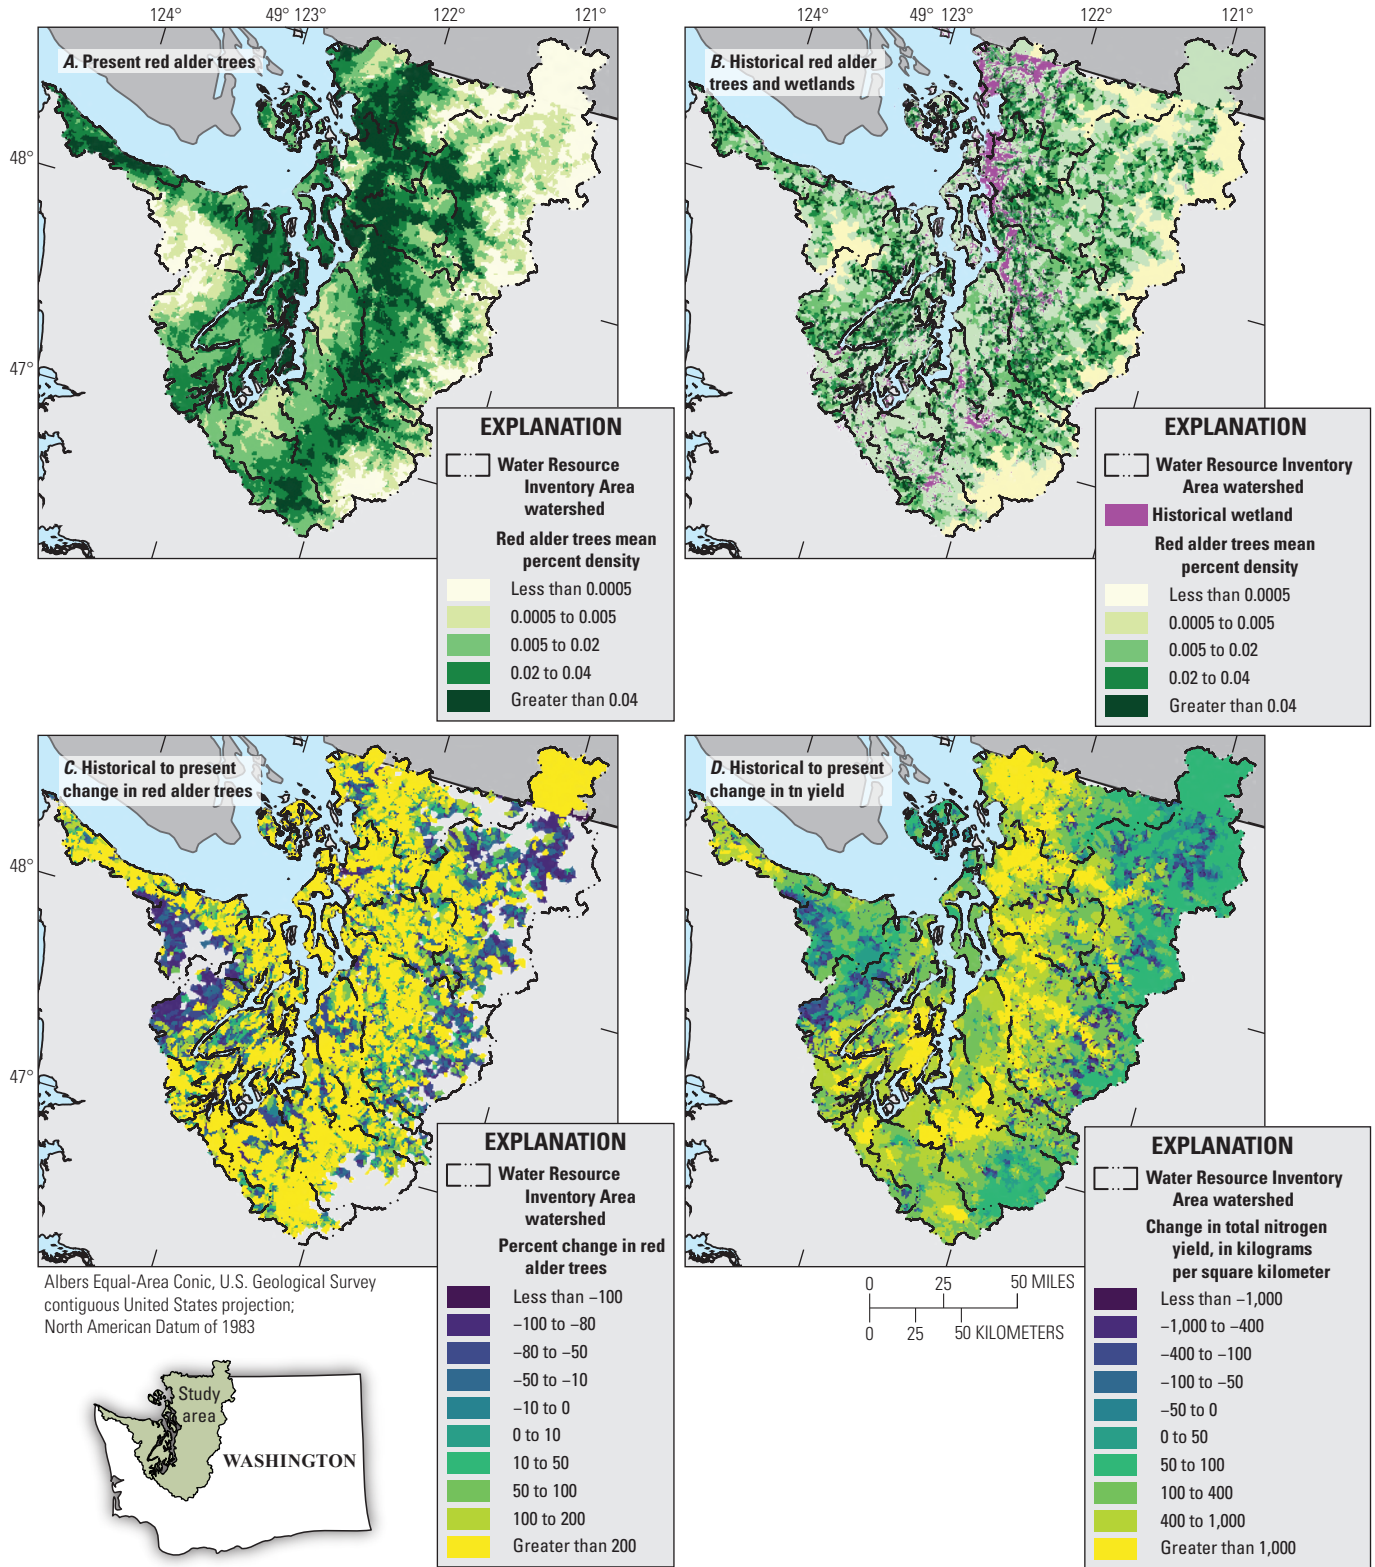 124° 49° 123° 122° 121°
A. Present red alder trees
48°
47°
EXPLANATION
Water Resource
Inventory Area
watershed
Red alder trees mean
percent density
Less than 0.0005
0.0005 to 0.005
0.005 to 0.02
0.02 to 0.04
Greater than 0.04
124° 49° 123° 122° 121°
B. Historical red alder
trees and wetlands
EXPLANATION
Water Resource Inventory
Area watershed
Historical wetland
Red alder trees mean
percent density
Less than 0.0005
0.0005 to 0.005
0.005 to 0.02
0.02 to 0.04
Greater than 0.04
C. Historical to present
change in red alder trees
48°
47°
EXPLANATION
Water Resource
Inventory Area
watershed
Percent change in red
alder trees
Less than −100
−100 to −80
−80 to −50
−50 to −10
−10 to 0
0 to 10
10 to 50
50 to 100
100 to 200
Greater than 200
D. Historical to present
change in tn yield
EXPLANATION
Water Resource Inventory
Area watershed
Change in total nitrogen
yield, in kilograms
per square kilometer
Less than −1,000
−1,000 to −400
−400 to −100
−100 to −50
−50 to 0
0 to 50
50 to 100
100 to 400
400 to 1,000
Greater than 1,000
Albers Equal-Area Conic, U.S. Geological Survey
contiguous United States projection;
North American Datum of 1983
0 25 50 MILES
0 25 50 KILOMETERS
Study
area
WASHINGTON